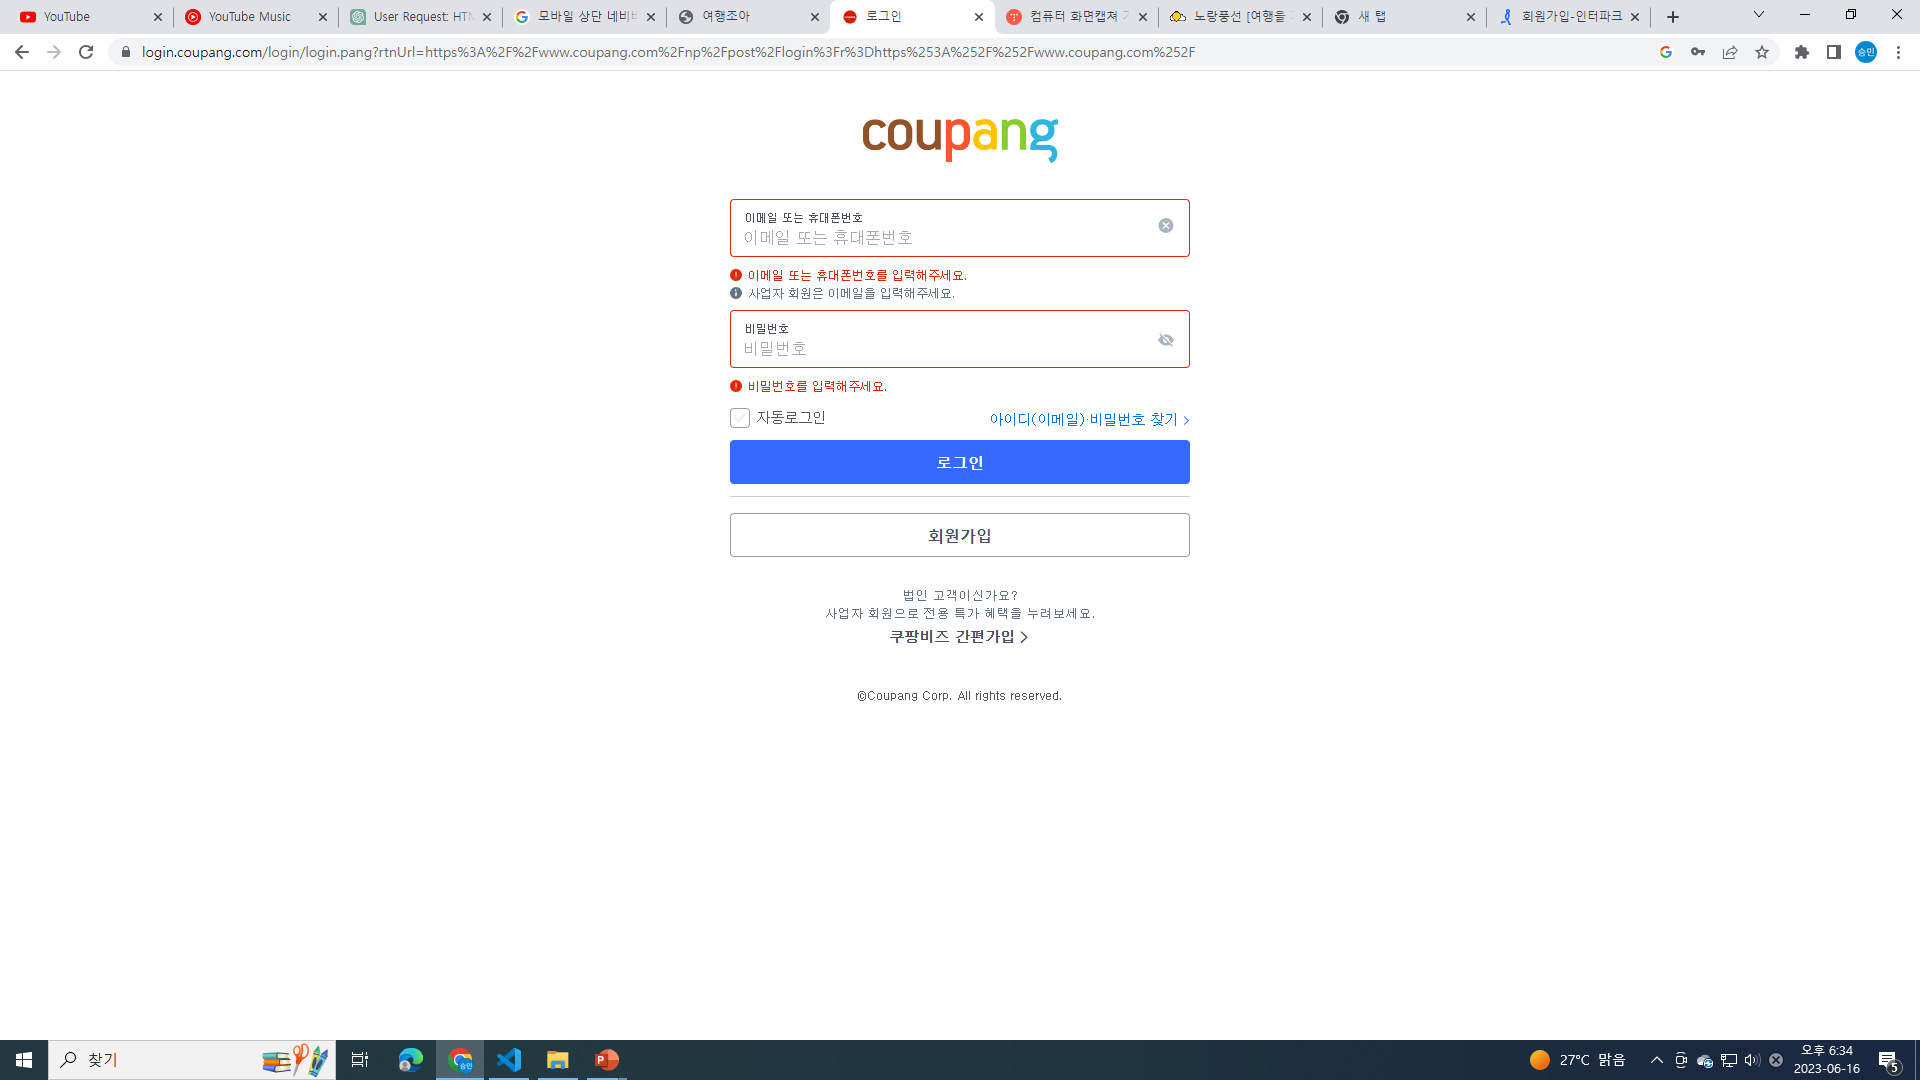 YouTube
YouTube Music
User Request: HTM
모바일 상단 네비바
여행조아
로그인
컴퓨터 화면캡쳐
노랑풍선 [여행을
새 탭
회원가입-인터파크
login.coupang.com/login/login.pang?rtnUrl=https%3A%2F%2Fwww.coupang.com%2Fnp%2Fpost%2Flogin%3Fr%3Dhttps%253A%252F%252Fwww.coupang.com%252F
승민
coupang
이메일 또는 휴대폰번호
이메일 또는 휴대폰번호
이메일 또는 휴대폰번호를 입력해주세요.
사업자 회원은 이메일을 입력해주세요.
비밀번호
비밀번호
비밀번호를 입력해주세요.
자동로그인
아이디(이메일)·비밀번호 찾기
로그인
회원가입
법인 고객이신가요?
사업자 회원으로 전용 특가 혜택을 누려보세요.
쿠팡비즈 간편가입
©Coupang Corp. All rights reserved.
찾기
27°C 맑음
오후 6:34
2023-06-16
5